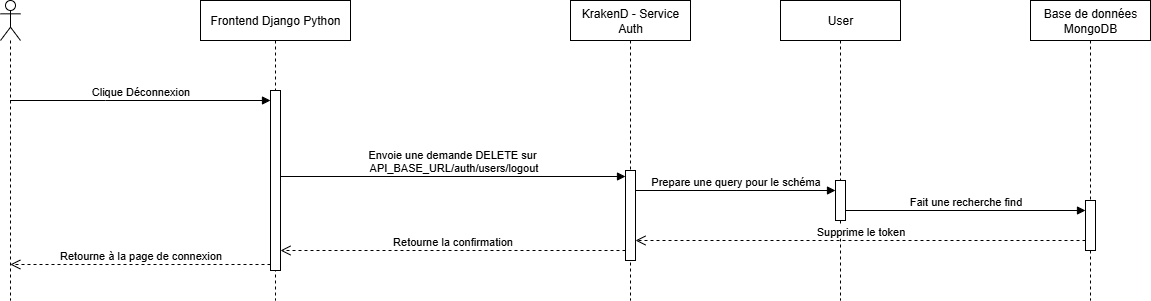 Frontend Django Python
KrakenD - Service
Auth
User
Base de données
MongoDB
Clique Déconnexion
Envoie une demande DELETE sur
API_BASE_URL/auth/users/logout
Prepare une query pour le schéma
Fait une recherche find
Supprime le token
Retourne la confirmation
Retourne à la page de connexion